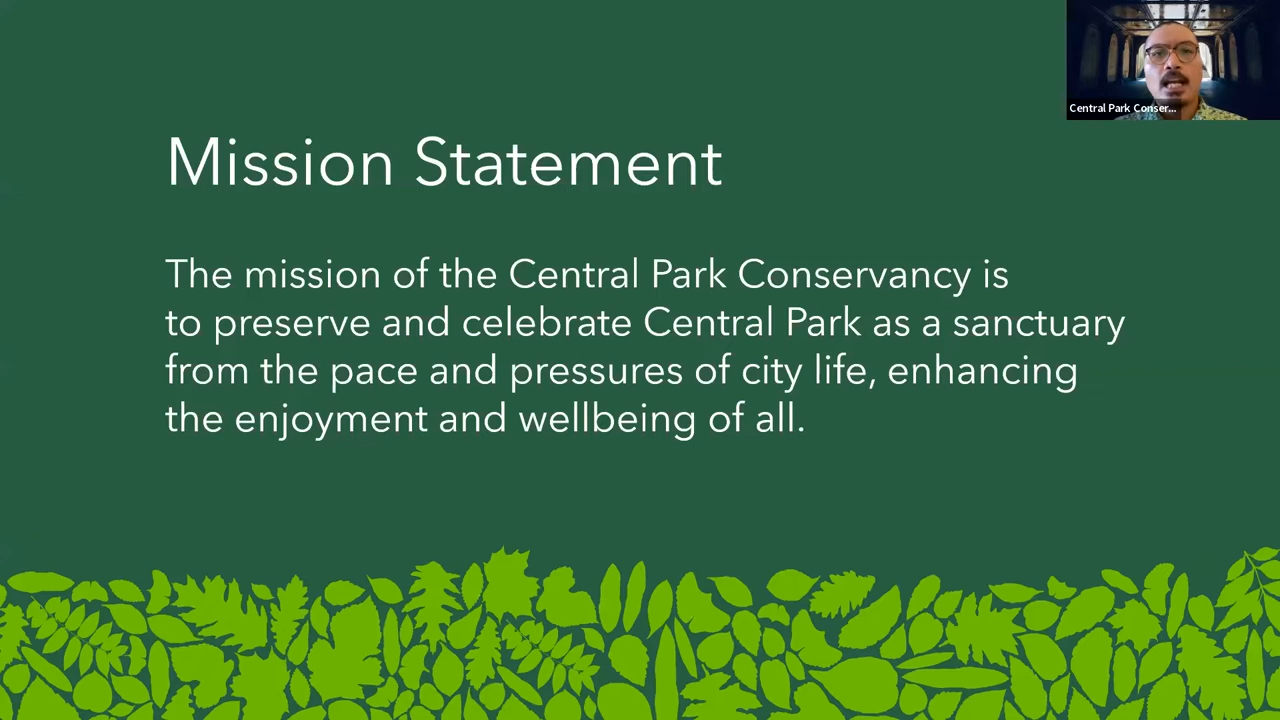 Central Park Conser...
Mission Statement
The mission of the Central Park Conservancy is
to preserve and celebrate Central Park as a sanctuary
from the pace and pressures of city life, enhancing
the enjoyment and wellbeing of all.